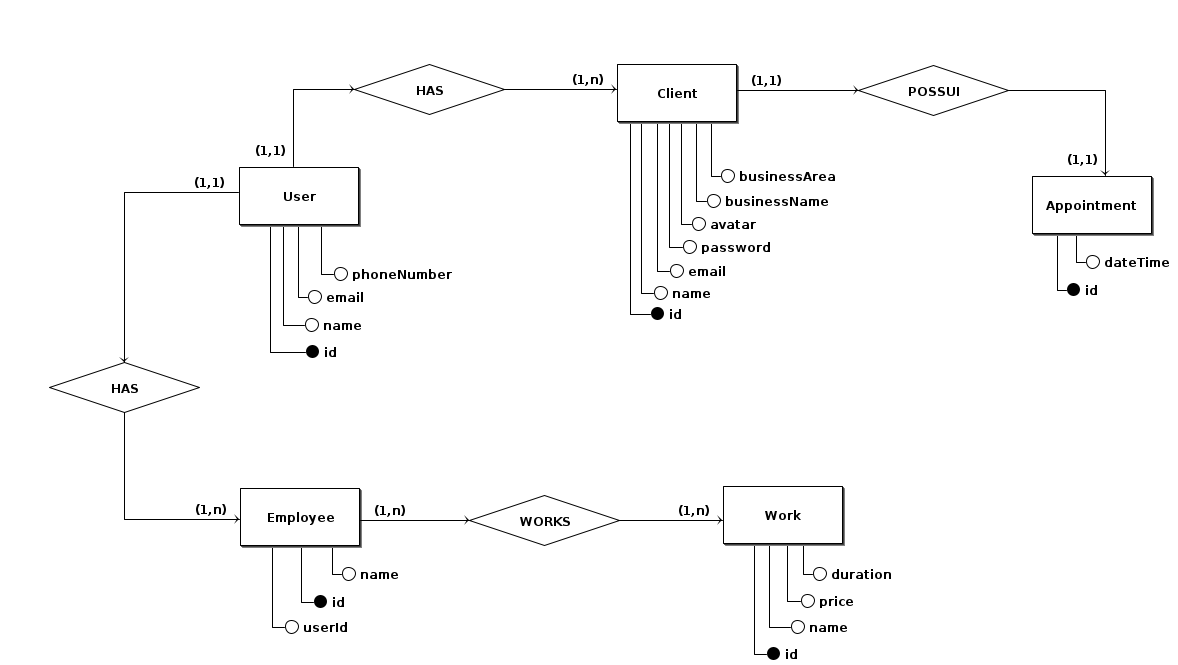 HAS
(1,n)
Client
(1,1)
POSSUI
(1,1)
(1,1)
(1,1)
User
Appointment
businessArea
businessName
avatar
password
email
name
id
dateTime
id
phoneNumber
email
name
id
HAS
(1,n)
Employee
(1,n)
WORKS
(1,n)
Work
name
id
userId
duration
price
name
id